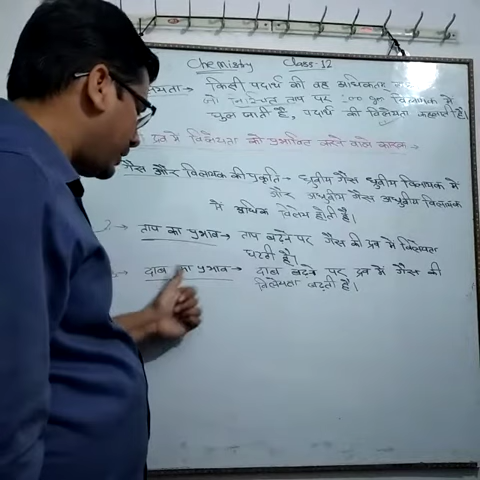 Chemistry Class-12
किसी पदार्थ की वह अधिकतम
जो निश्चित ताप पर 100 gm विलायक में
घुल जाती है, पदार्थ की विलेयता कहलाती है।
द्रव में विलेयता को प्रभावित करने वाले कारक →
गैस और विलायक की प्रकृति → ध्रुवीय गैस ध्रुवीय विलायक में
और अध्रुवीय गैस अध्रुवीय विलायक
में अधिक विलेय होती है।
2- ताप का प्रभाव → ताप बढ़ने पर गैस की द्रव में विलेयता
घटती है।
3- दाब का प्रभाव → दाब बढ़ने पर द्रव में गैस की
विलेयता बढ़ती है।